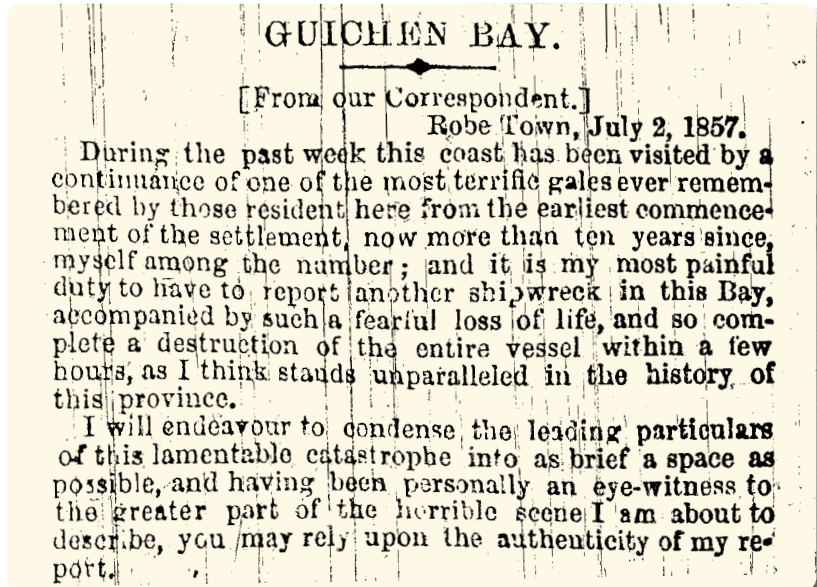 GUICHEN BAY.
[From our Correspondent.]
Robe Town, July 2, 1857.
During the past week this coast has been visited by a
continuance of one of the most terrific gales ever remem-
bered by those resident here from the earliest commence-
ment of the settlement, now more than ten years since,
myself among the number; and it is my most painful
duty to have to report another shipwreck in this Bay,
accompanied by such a fearful loss of life, and so com-
plete a destruction of the entire vessel within a few
hours, as I think stands unparalleled in the history of
this province.
I will endeavour to condense the leading particulars
of this lamentable catastrophe into as brief a space as
possible, and having been personally an eye-witness to
the greater part of the horrible scene I am about to
describe, you may rely upon the authenticity of my re-
port.